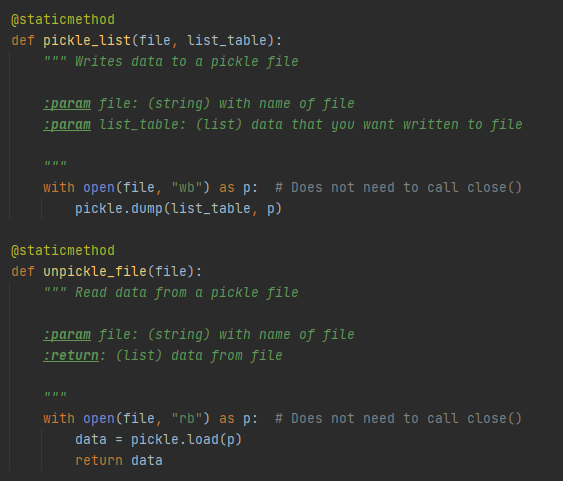 @staticmethod
def pickle_list(file, list_table):
    """ Writes data to a pickle file

    :param file: (string) with name of file
    :param list_table: (list) data that you want written to file

    """
    with open(file, "wb") as p:  # Does not need to call close()
        pickle.dump(list_table, p)

@staticmethod
def unpickle_file(file):
    """ Read data from a pickle file

    :param file: (string) with name of file
    :return: (list) data from file

    """
    with open(file, "rb") as p:  # Does not need to call close()
        data = pickle.load(p)
        return data